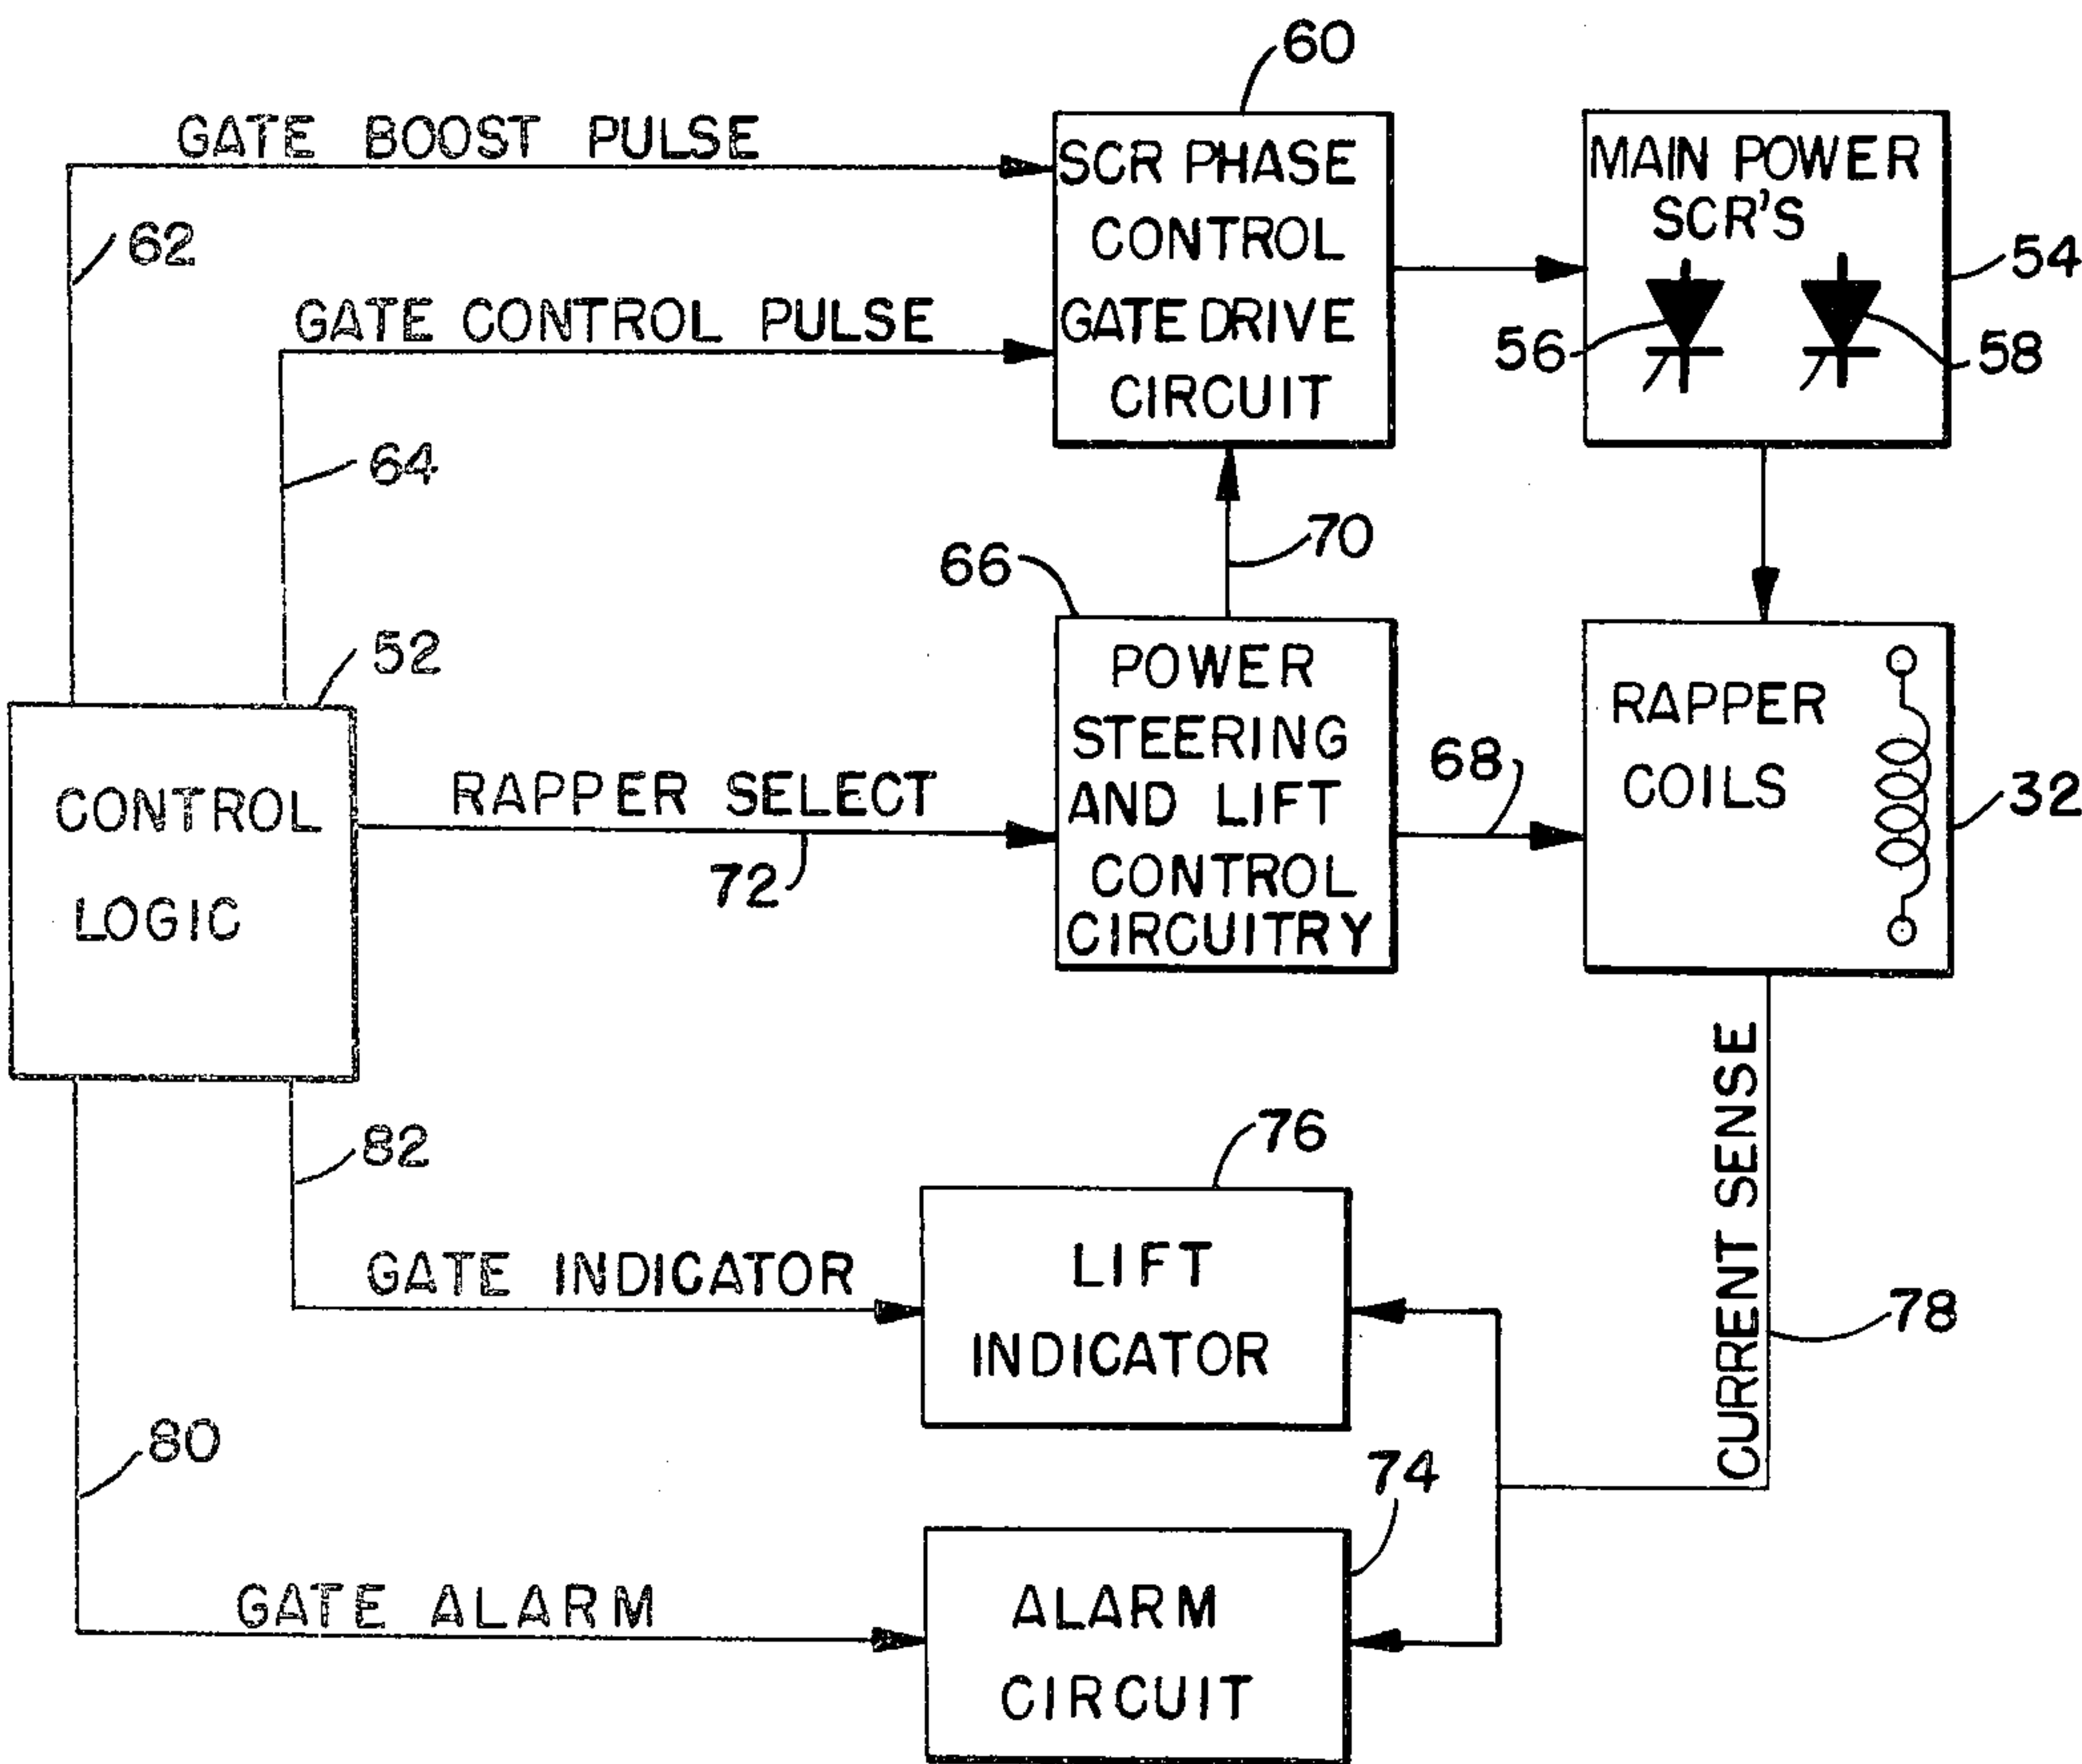 60
GATE BOOST PULSE
62
SCR PHASE
CONTROL
GATE DRIVE
CIRCUIT
MAIN POWER
SCR'S
54
56
58
GATE CONTROL PULSE
64
70
66
52
CONTROL
LOGIC
RAPPER SELECT
72
POWER
STEERING
AND LIFT
CONTROL
CIRCUITRY
68
RAPPER
COILS
32
82
76
GATE INDICATOR
LIFT
INDICATOR
CURRENT SENSE
78
80
74
GATE ALARM
ALARM
CIRCUIT